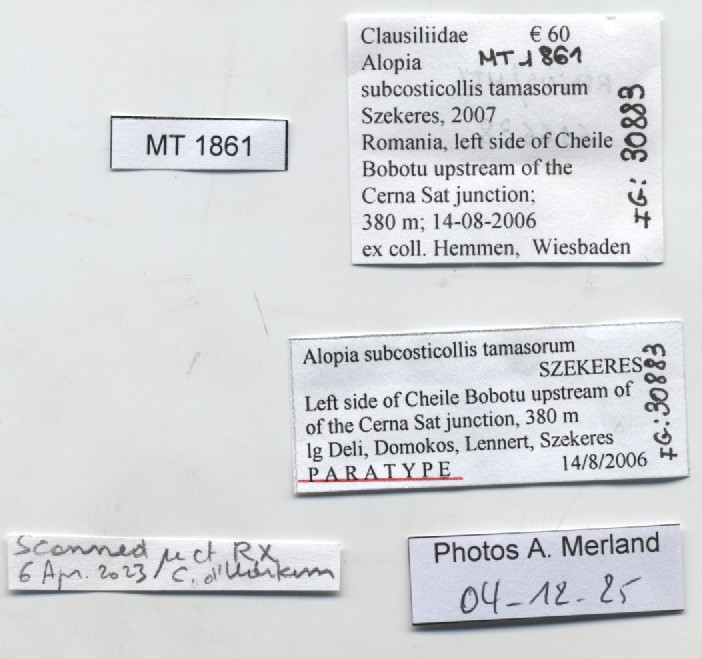 MT 1861
Clausiliidae € 60
Alopia MT 1861
subcosticollis tamasorum
Szekeres, 2007
Romania, left side of Cheile
Bobotu upstream of the
Cerna Sat junction;
380 m; 14-08-2006
ex coll. Hemmen, Wiesbaden
IG: 30883
Alopia subcosticollis tamasorum
SZEKERES
Left side of Cheile Bobotu upstream of
of the Cerna Sat junction, 380 m
lg Deli, Domokos, Lennert, Szekeres
PARATYPE 14/8/2006
IG: 30883
Scanned µct RX
6 Apr. 2023 / C.
Photos A. Merland
04-12-25